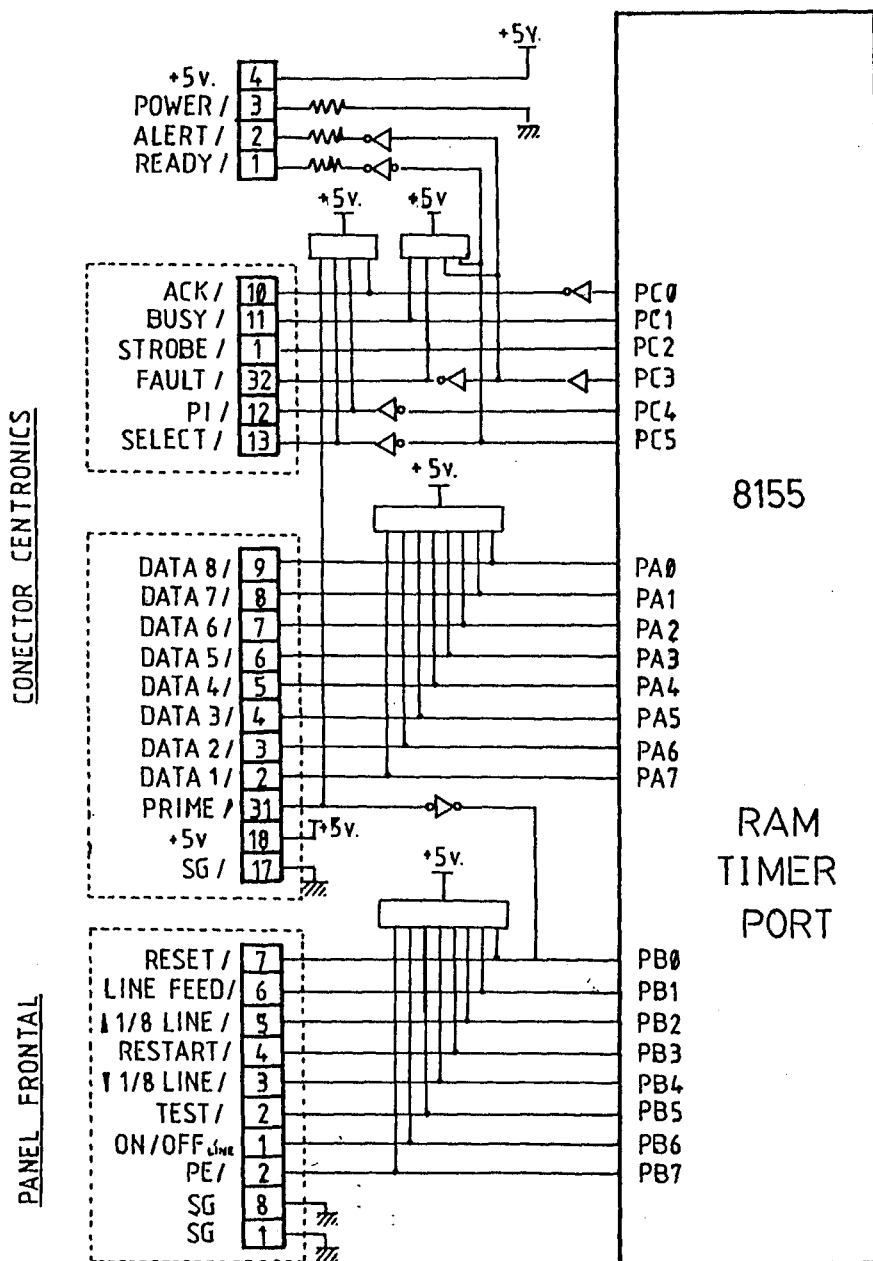 +5v.
+5v. 4
POWER / 3
ALERT / 2
READY / 1
+5v.
+5v
CONECTOR CENTRONICS
ACK / 10 PC0
BUSY / 11 PC1
STROBE / 1 PC2
FAULT / 32 PC3
PI / 12 PC4
SELECT / 13 PC5
+5v.
8155
DATA 8 / 9 PA0
DATA 7 / 8 PA1
DATA 6 / 7 PA2
DATA 5 / 6 PA3
DATA 4 / 5 PA4
DATA 3 / 4 PA5
DATA 2 / 3 PA6
DATA 1 / 2 PA7
PRIME / 31
+5v 18 +5v.
SG / 17
RAM
TIMER
PORT
+5v.
PANEL FRONTAL
RESET / 7 PB0
LINE FEED / 6 PB1
1/8 LINE / 5 PB2
RESTART / 4 PB3
1/8 LINE / 3 PB4
TEST / 2 PB5
ON/OFF LINE 1 PB6
PE / 2 PB7
SG 8
SG 1